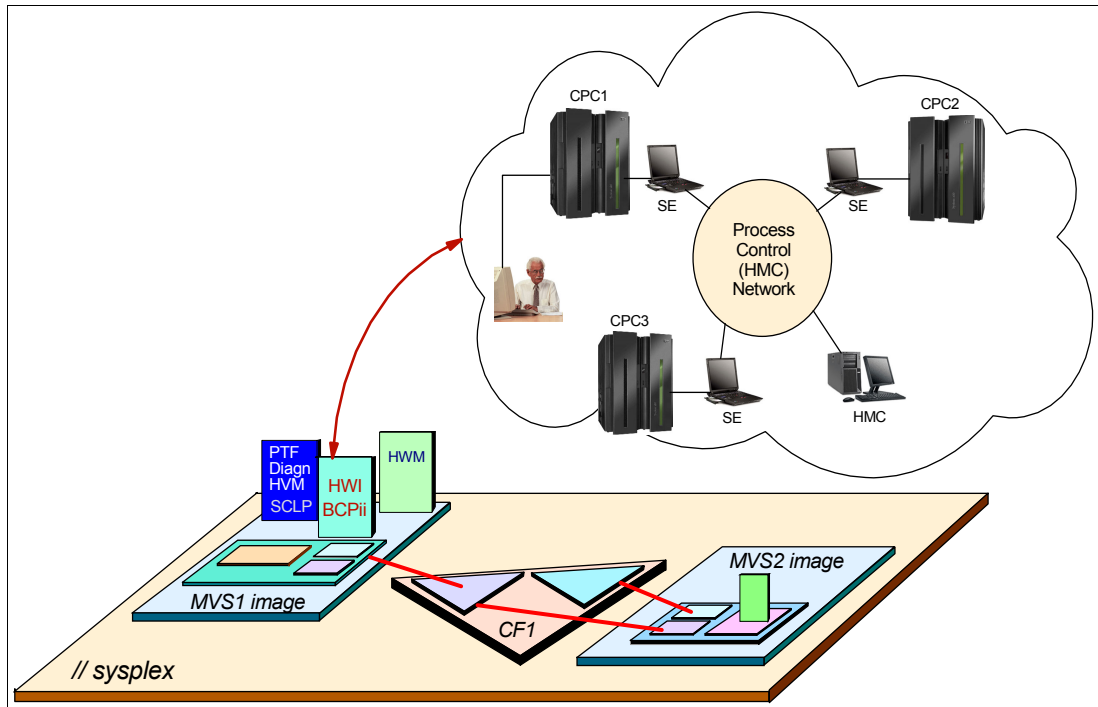 CPC1
CPC2
SE
SE
Process
Control
(HMC)
Network
CPC3
SE
HMC
PTF
Diagn
HVM
SCLP
HWI
BCPii
HWM
MVS1 image
CF1
MVS2 image
// sysplex